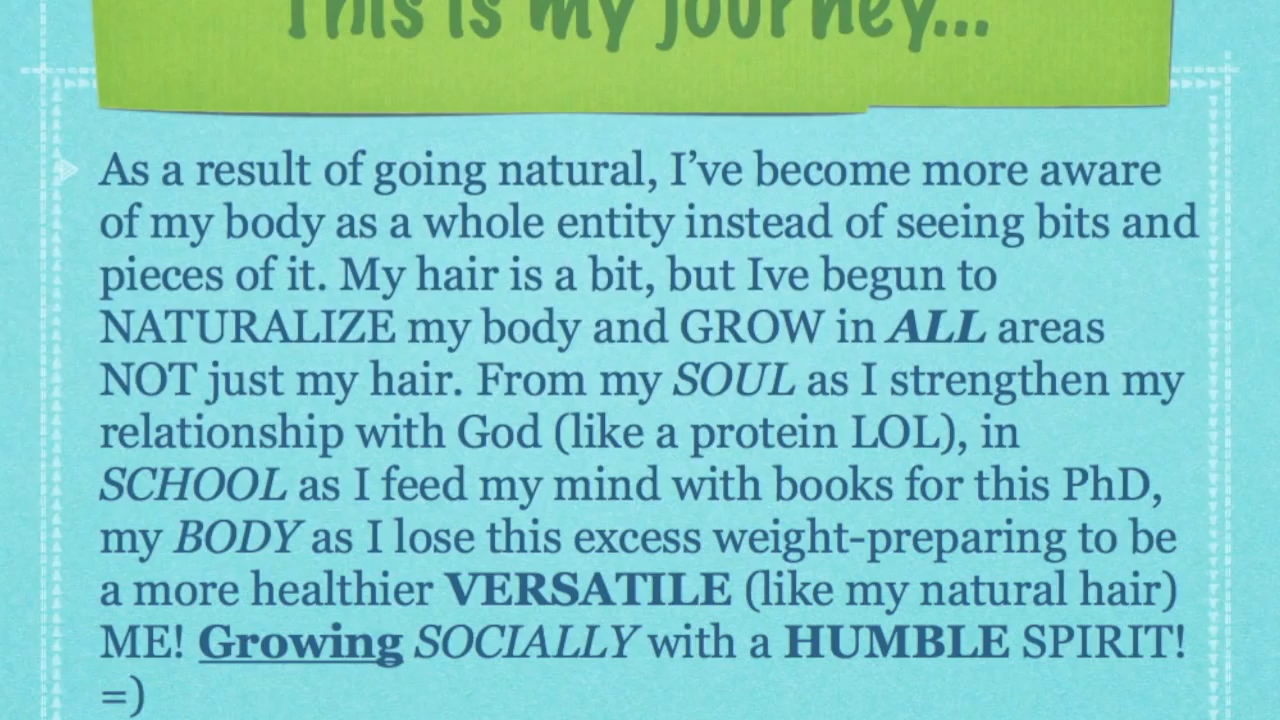 This is my journey...
As a result of going natural, I’ve become more aware
of my body as a whole entity instead of seeing bits and
pieces of it. My hair is a bit, but Ive begun to
NATURALIZE my body and GROW in ALL areas
NOT just my hair. From my SOUL as I strengthen my
relationship with God (like a protein LOL), in
SCHOOL as I feed my mind with books for this PhD,
my BODY as I lose this excess weight-preparing to be
a more healthier VERSATILE (like my natural hair)
ME! Growing SOCIALLY with a HUMBLE SPIRIT!
=)